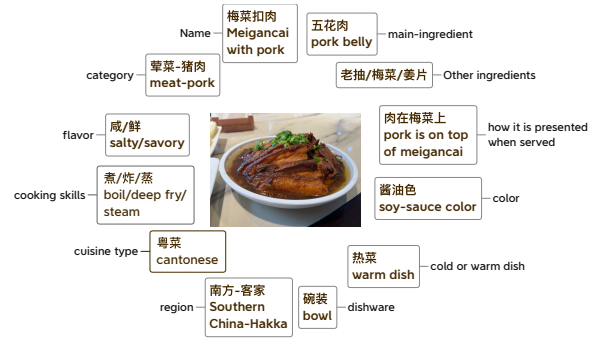 Name
梅菜扣肉
Meigancai
with pork
五花肉
pork belly
main-ingredient
category
荤菜-猪肉
meat-pork
老抽/梅菜/姜片
Other ingredients
flavor
咸/鲜
salty/savory
肉在梅菜上
pork is on top
of meigancai
how it is presented
when served
cooking skills
煮/炸/蒸
boil/deep fry/
steam
酱油色
soy-sauce color
color
cuisine type
粤菜
cantonese
热菜
warm dish
cold or warm dish
region
南方-客家
Southern
China-Hakka
碗装
bowl
dishware